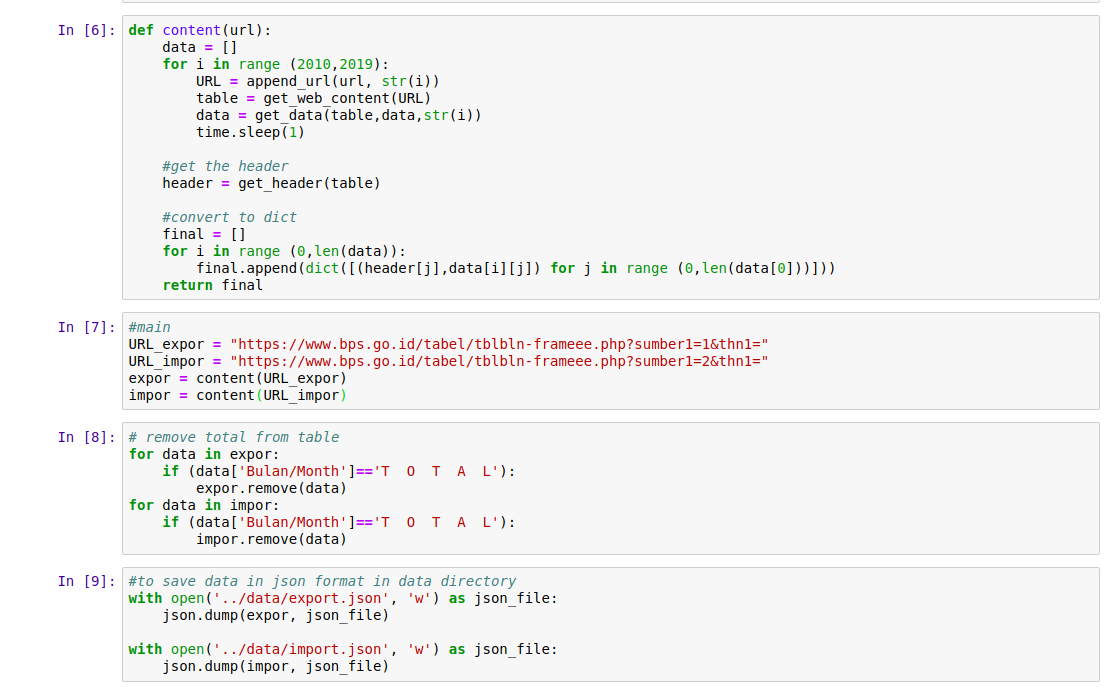 In [6]: def content(url):
    data = []
    for i in range (2010,2019):
        URL = append_url(url, str(i))
        table = get_web_content(URL)
        data = get_data(table,data,str(i))
        time.sleep(1)

    #get the header
    header = get_header(table)

    #convert to dict
    final = []
    for i in range (0,len(data)):
        final.append(dict([(header[j],data[i][j]) for j in range (0,len(data[0]))]))
    return final
In [7]: #main
URL_expor = "https://www.bps.go.id/tabel/tblbln-frameee.php?sumber1=1&thn1="
URL_impor = "https://www.bps.go.id/tabel/tblbln-frameee.php?sumber1=2&thn1="
expor = content(URL_expor)
impor = content(URL_impor)
In [8]: # remove total from table
for data in expor:
    if (data['Bulan/Month']=='T  O  T  A  L'):
        expor.remove(data)
for data in impor:
    if (data['Bulan/Month']=='T  O  T  A  L'):
        impor.remove(data)
In [9]: #to save data in json format in data directory
with open('../data/export.json', 'w') as json_file:
    json.dump(expor, json_file)

with open('../data/import.json', 'w') as json_file:
    json.dump(impor, json_file)